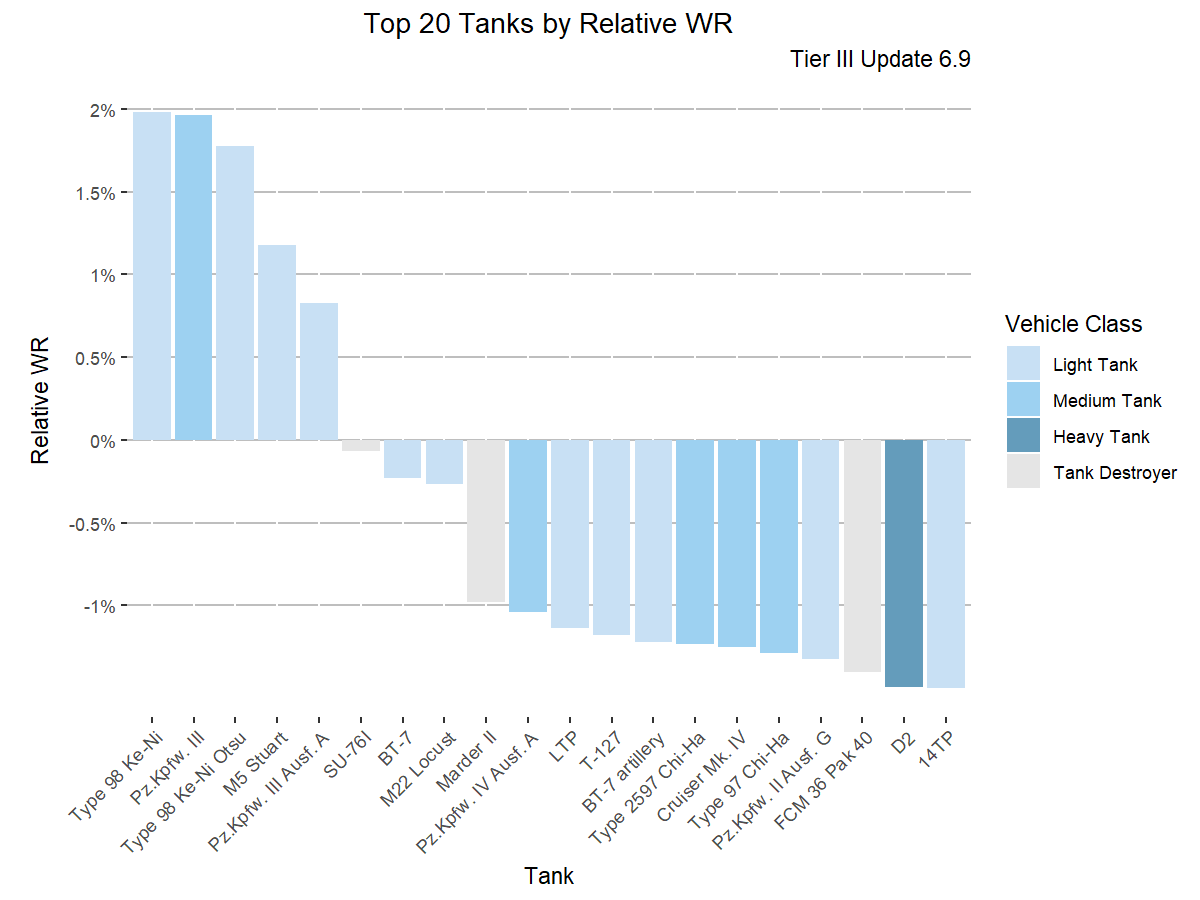 Top 20 Tanks by Relative WR
Tier III Update 6.9
2%
1.5%
1%
0.5%
0%
-0.5%
-1%
Relative WR
Type 98 Ke-Ni
Pz.Kpfw. III
Type 98 Ke-Ni Otsu
M5 Stuart
Pz.Kpfw. III Ausf. A
SU-76I
BT-7
M22 Locust
Marder II
Pz.Kpfw. IV Ausf. A
LTP
T-127
BT-7 artillery
Type 2597 Chi-Ha
Cruiser Mk. IV
Type 97 Chi-Ha
Pz.Kpfw. II Ausf. G
FCM 36 Pak 40
D2
14TP
Tank
Vehicle Class
Light Tank
Medium Tank
Heavy Tank
Tank Destroyer